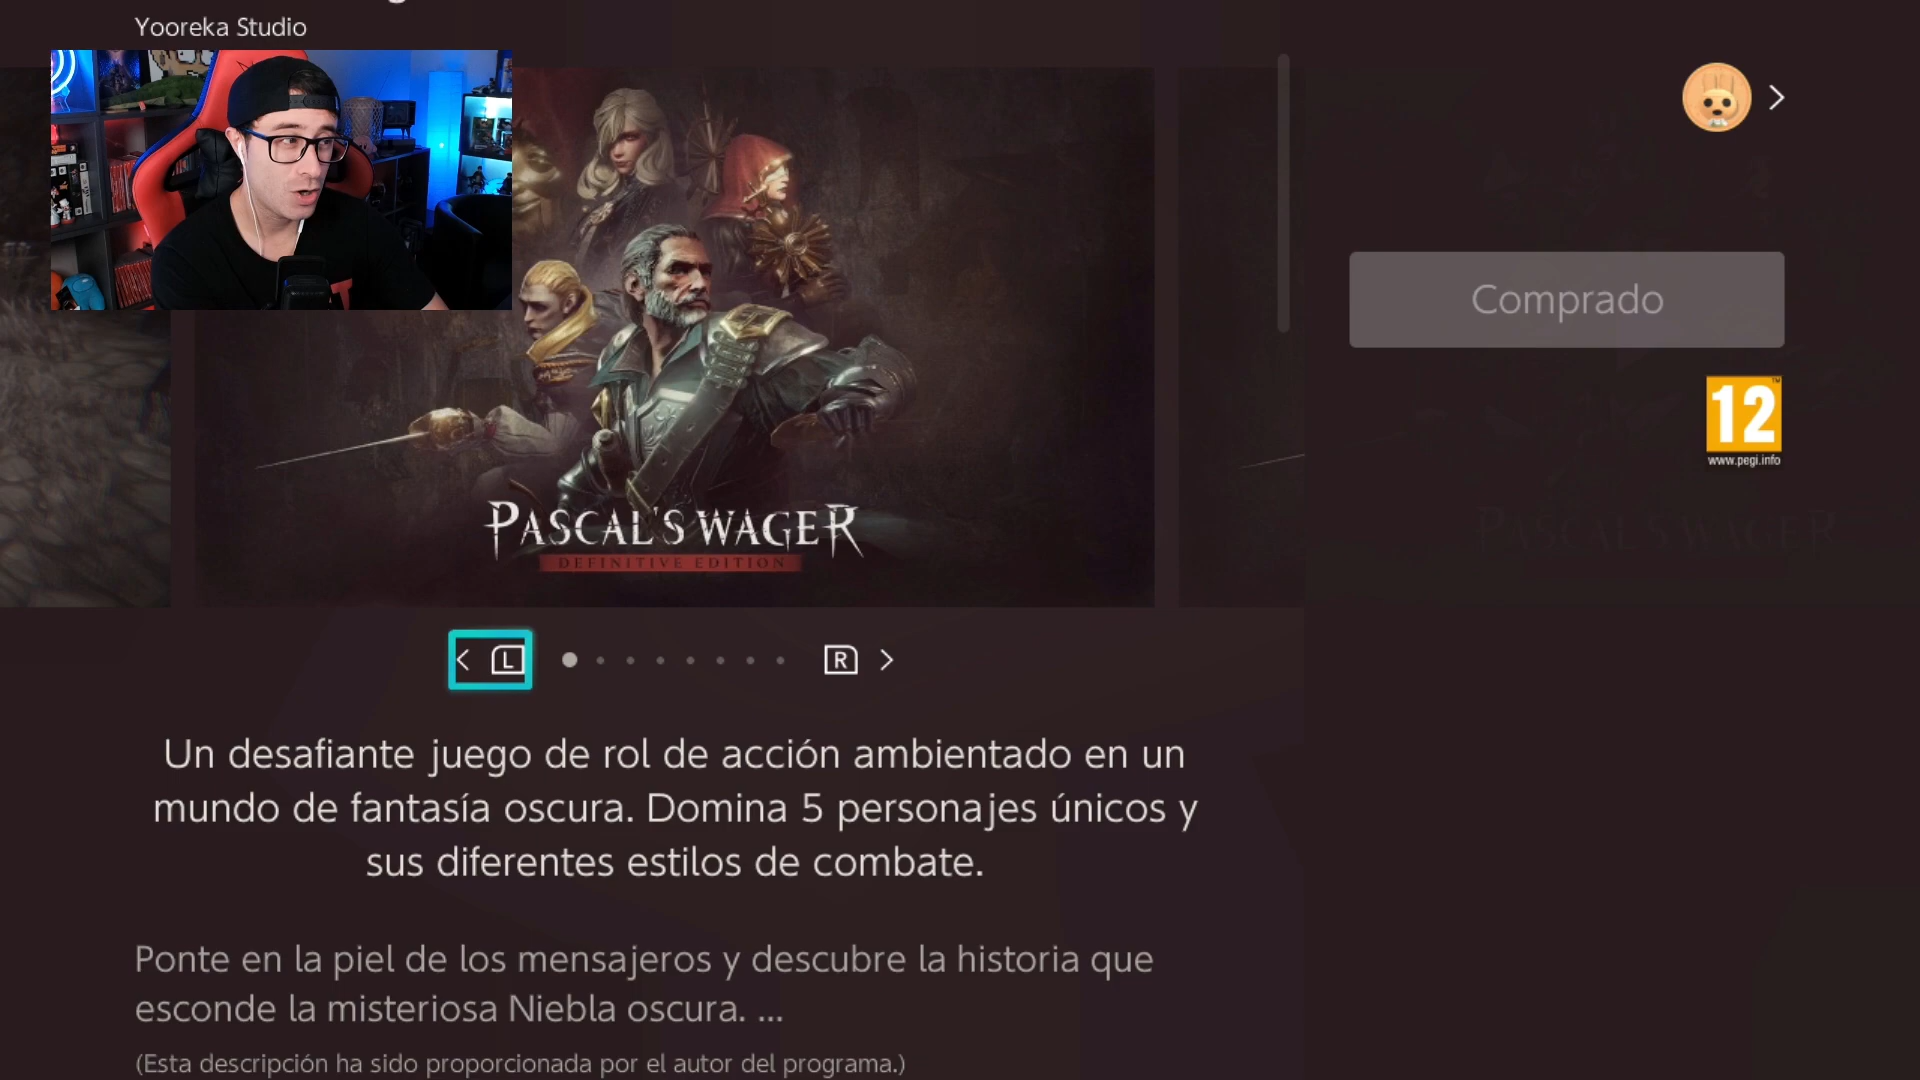 Yooreka Studio
Comprado
12
www.pegi.info
PASCAL'S WAGER
DEFINITIVE EDITION
PASCAL'S WAGER
L
R
Un desafiante juego de rol de acción ambientado en un
mundo de fantasía oscura. Domina 5 personajes únicos y
sus diferentes estilos de combate.
Ponte en la piel de los mensajeros y descubre la historia que
esconde la misteriosa Niebla oscura. ...
(Esta descripción ha sido proporcionada por el autor del programa.)